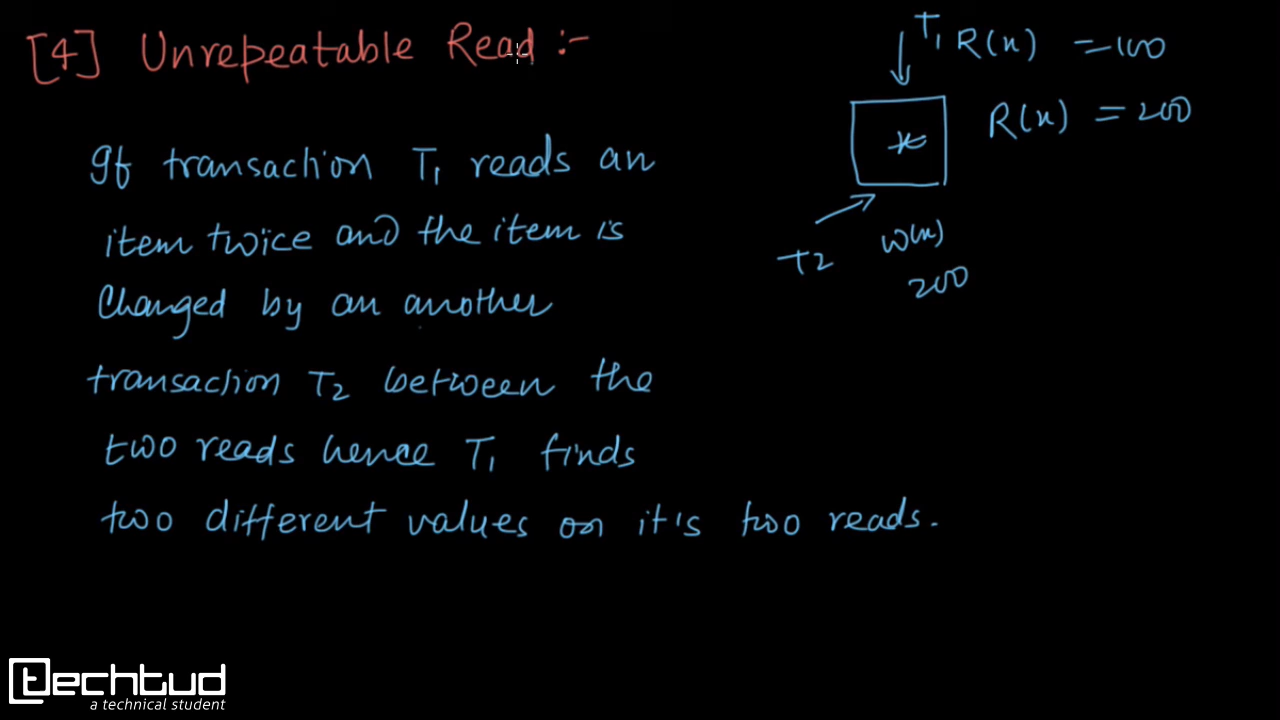 [4] Unrepeatable Read :-
If transaction T1 reads an
item twice and the item is
changed by an another
transaction T2 between the
two reads hence T1 finds
two different values on it's two reads.
T1 R(x) = 100
x R(x) = 200
T2 W(x)
200
techtud
a technical student